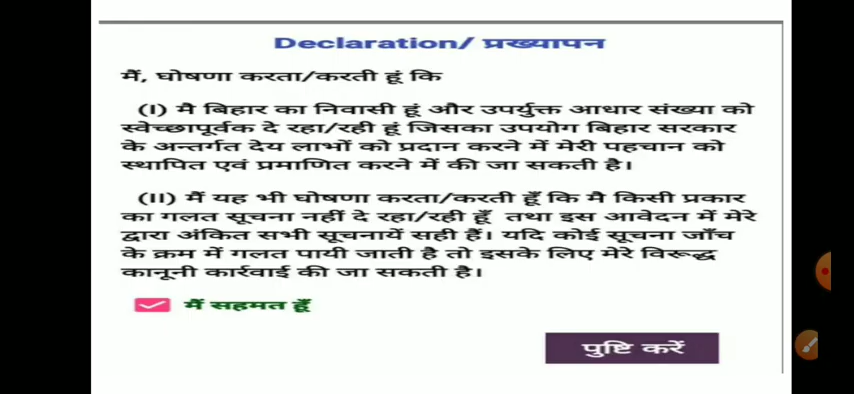 Declaration/ प्रख्यापन
मैं, घोषणा करता/करती हूं कि
(I) मै बिहार का निवासी हूं और उपर्युक्त आधार संख्या को
स्वेच्छापूर्वक दे रहा/रही हूं जिसका उपयोग बिहार सरकार
के अन्तर्गत देय लाभों को प्रदान करने में मेरी पहचान को
स्थापित एवं प्रमाणित करने में की जा सकती है।
(II) मैं यह भी घोषणा करता/करती हूँ कि मै किसी प्रकार
का गलत सूचना नहीं दे रहा/रही हूँ तथा इस आवेदन में मेरे
द्वारा अंकित सभी सूचनायें सही हैं। यदि कोई सूचना जाँच
के क्रम में गलत पायी जाती है तो इसके लिए मेरे विरूद्ध
कानूनी कार्रवाई की जा सकती है।
मैं सहमत हूँ
पुष्टि करें